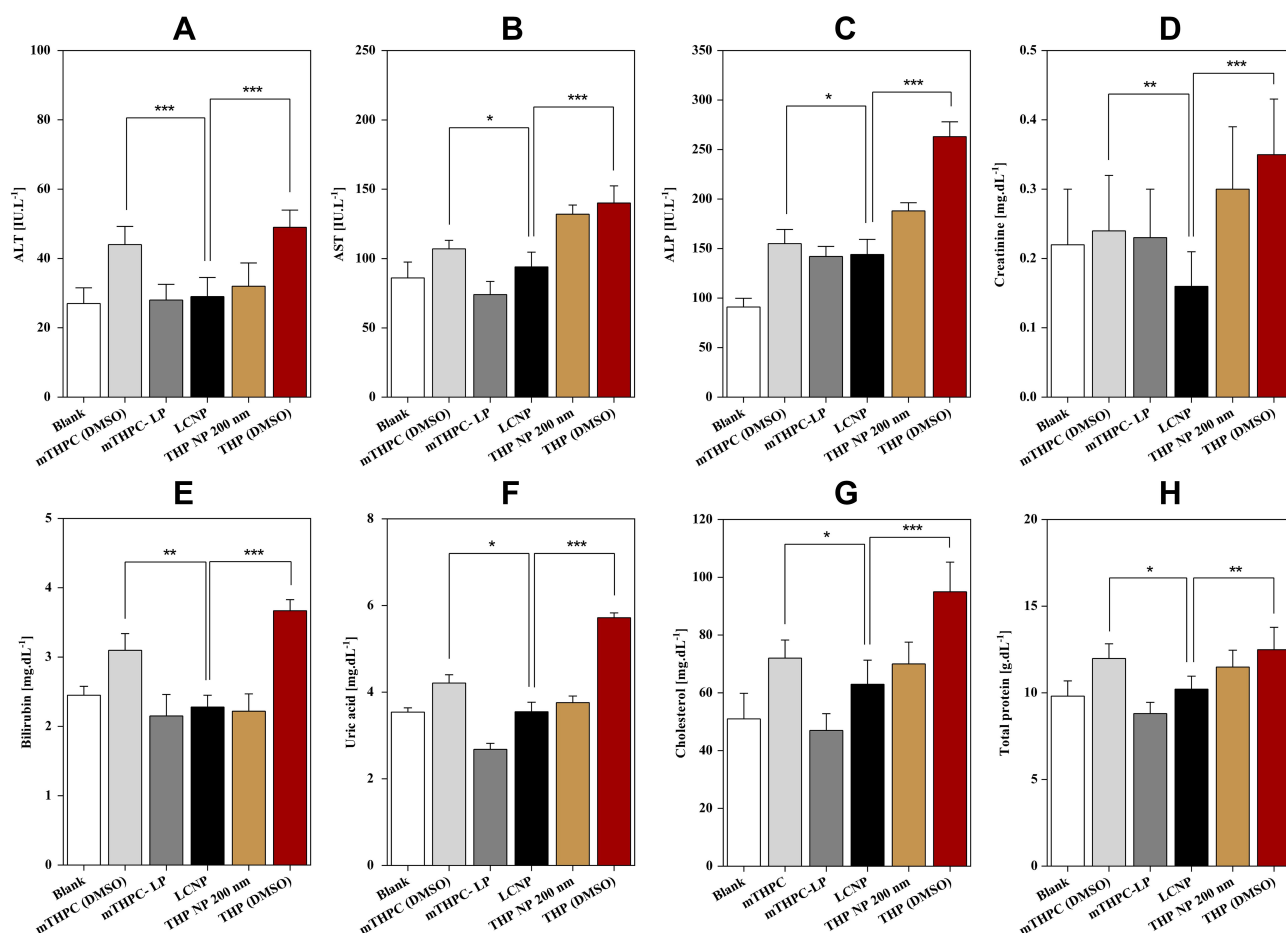 A
ALT [IU.L⁻¹]
100
80
60
40
20
0
***
***
Blank
mTHPC (DMSO)
mTHPC- LP
LCNP
THP NP 200 nm
THP (DMSO)
B
AST [IU.L⁻¹]
250
200
150
100
50
0
*
***
Blank
mTHPC (DMSO)
mTHPC- LP
LCNP
THP NP 200 nm
THP (DMSO)
C
ALP [IU.L⁻¹]
350
300
250
200
150
100
50
0
*
***
Blank
mTHPC (DMSO)
mTHPC-LP
LCNP
THP NP 200 nm
THP (DMSO)
D
Creatinine [mg.dL⁻¹]
0.5
0.4
0.3
0.2
0.1
0.0
**
***
Blank
mTHPC (DMSO)
mTHPC- LP
LCNP
THP NP 200 nm
THP (DMSO)
E
Bilirubin [mg.dL⁻¹]
5
4
3
2
1
0
**
***
Blank
mTHPC (DMSO)
mTHPC- LP
LCNP
THP NP 200 nm
THP (DMSO)
F
Uric acid [mg.dL⁻¹]
8
6
4
2
0
*
***
Blank
mTHPC (DMSO)
mTHPC- LP
LCNP
THP NP 200 nm
THP (DMSO)
G
Cholesterol [mg.dL⁻¹]
120
100
80
60
40
20
0
*
***
Blank
mTHPC
mTHPC-LP
LCNP
THP NP 200 nm
THP (DMSO)
H
Total protein [g.dL⁻¹]
20
15
10
5
0
*
**
Blank
mTHPC (DMSO)
mTHPC-LP
LCNP
THP NP 200 nm
THP (DMSO)